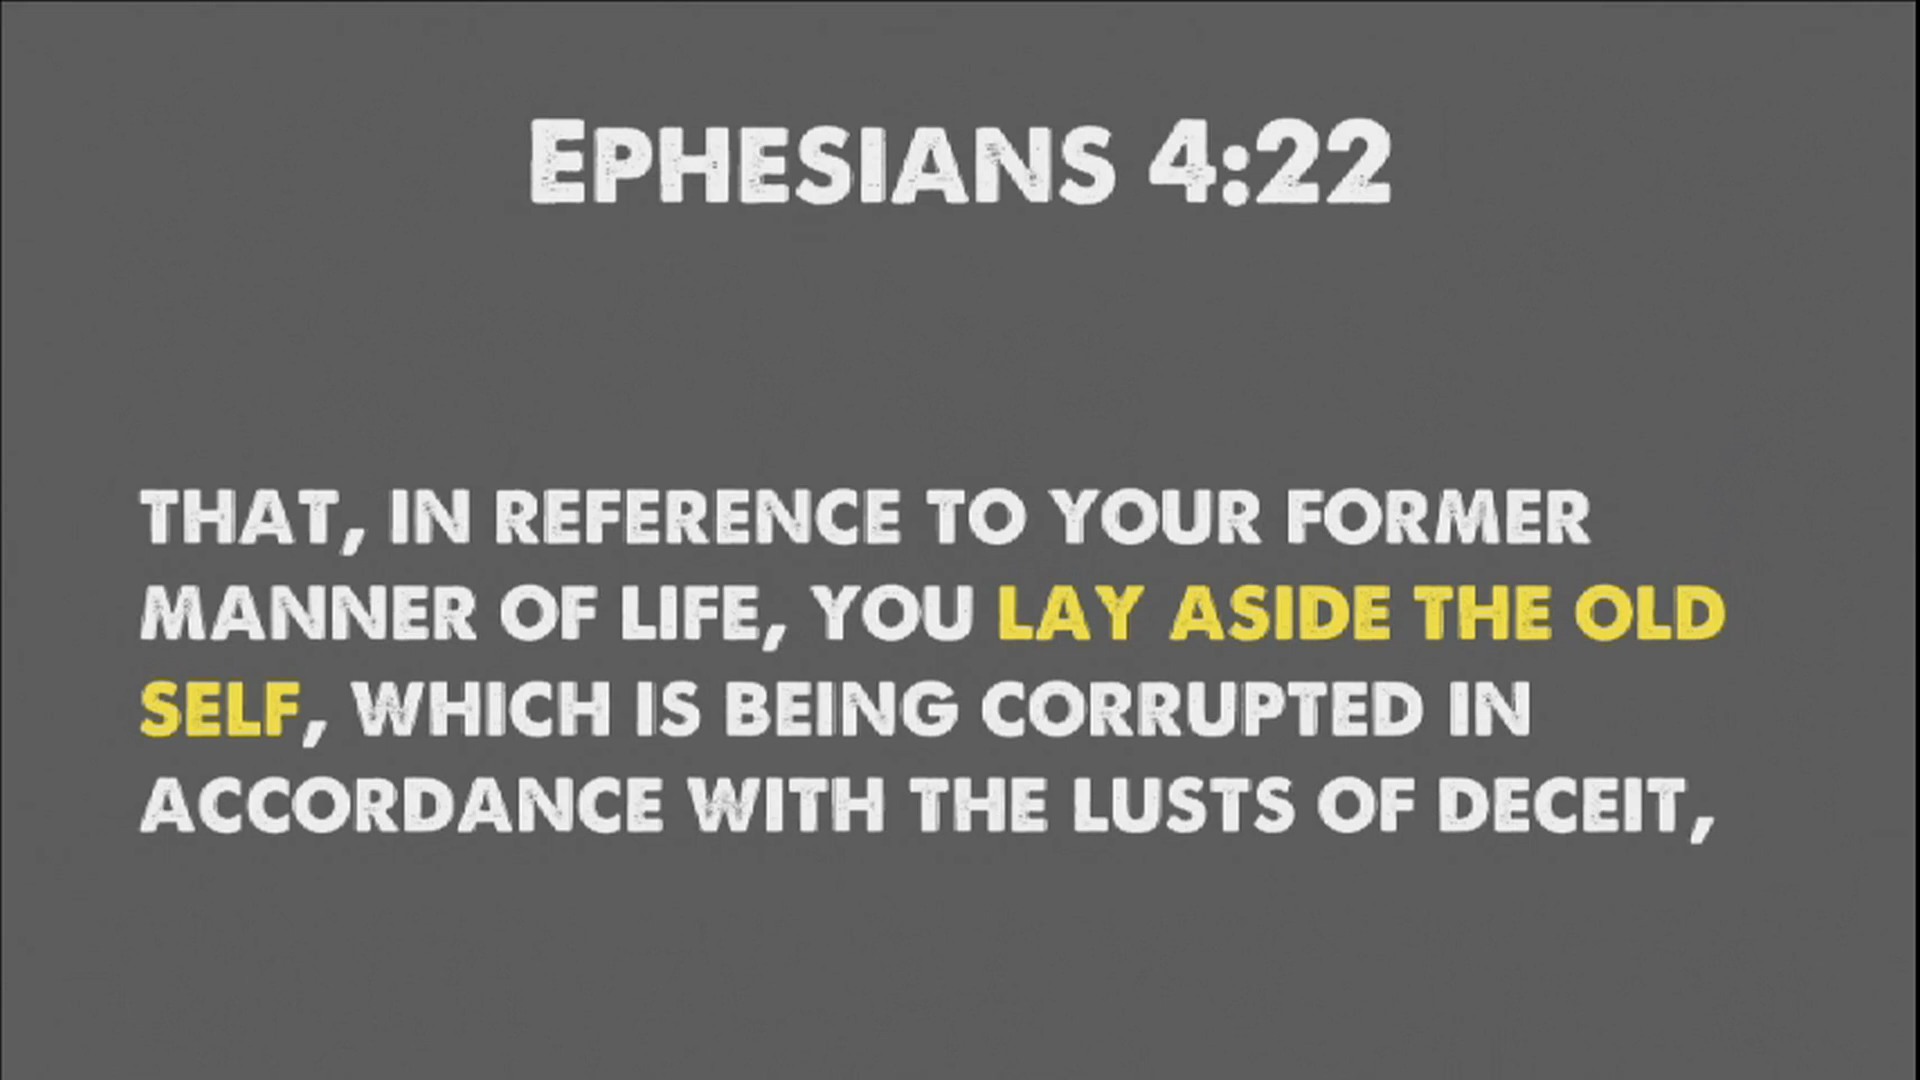 EPHESIANS 4:22
THAT, IN REFERENCE TO YOUR FORMER
MANNER OF LIFE, YOU LAY ASIDE THE OLD
SELF, WHICH IS BEING CORRUPTED IN
ACCORDANCE WITH THE LUSTS OF DECEIT,